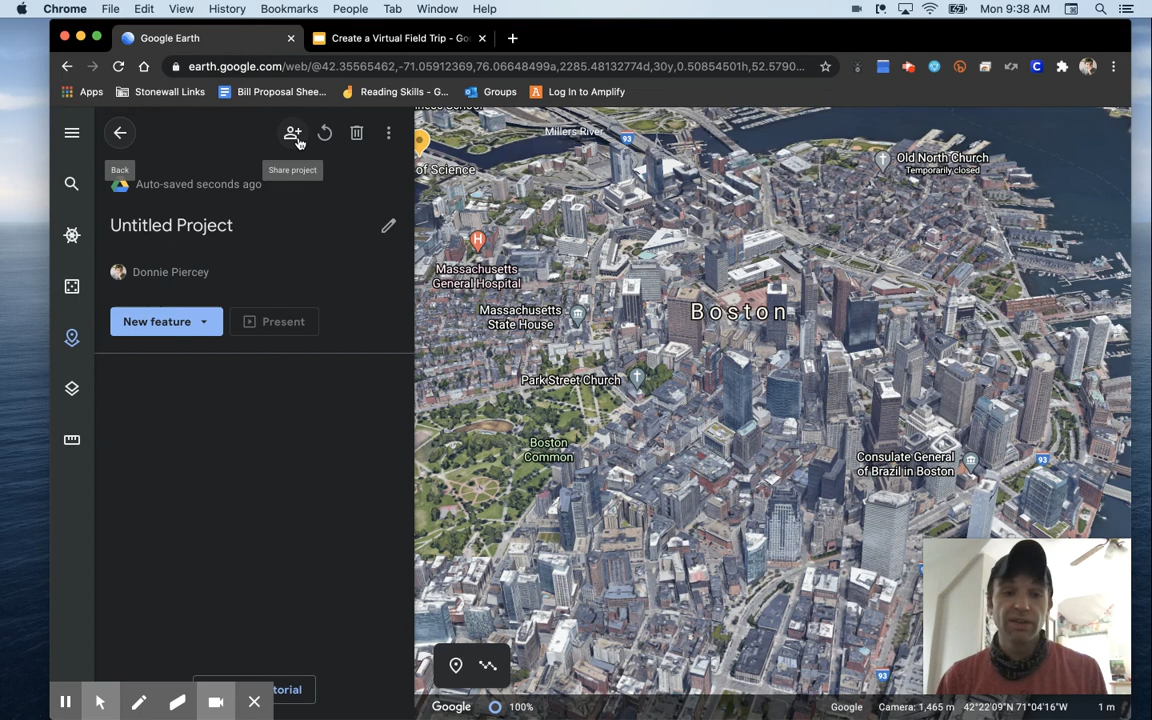 Chrome File Edit View History Bookmarks People Tab Window Help Mon 9:38 AM
Google Earth Create a Virtual Field Trip - Go
earth.google.com/web/@42.35565462,-71.05912369,76.06648499a,2285.48132774d,30y,0.50854501h,52.5790...
Apps Stonewall Links Bill Proposal Shee... Reading Skills - G... Groups Log In to Amplify
Back
Share project
Auto-saved seconds ago
Untitled Project
Donnie Piercey
New feature Present
torial
Millers River
93
Old North Church
Temporarily closed
of Science
Massachusetts
General Hospital
Massachusetts
State House
Boston
Park Street Church
Boston
Common
Consulate General
of Brazil in Boston
93
93
Google 100% Google Camera: 1,465 m 42°22'09"N 71°04'16"W 1 m